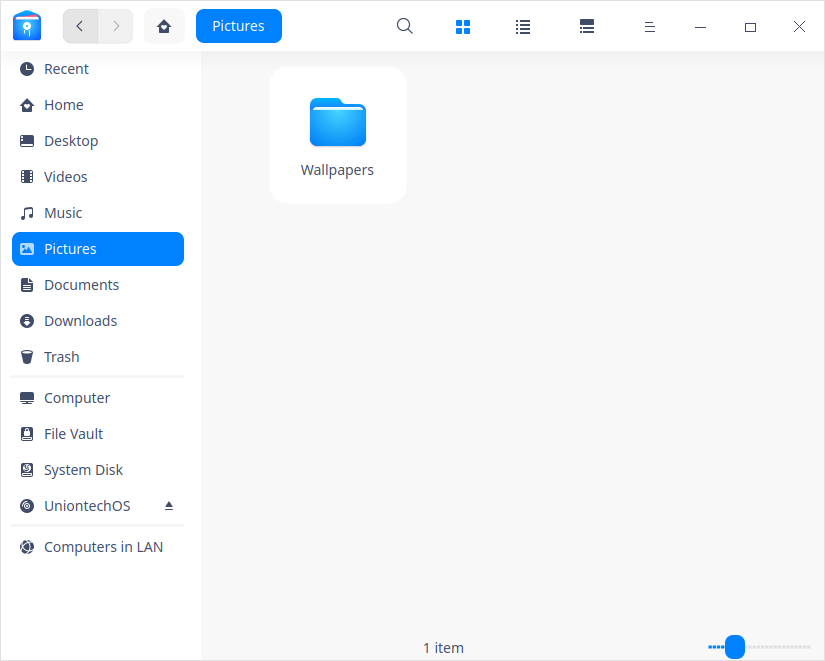 Pictures
Recent
Home
Desktop
Videos
Music
Pictures
Documents
Downloads
Trash
Computer
File Vault
System Disk
UniontechOS
Computers in LAN
Wallpapers
1 item